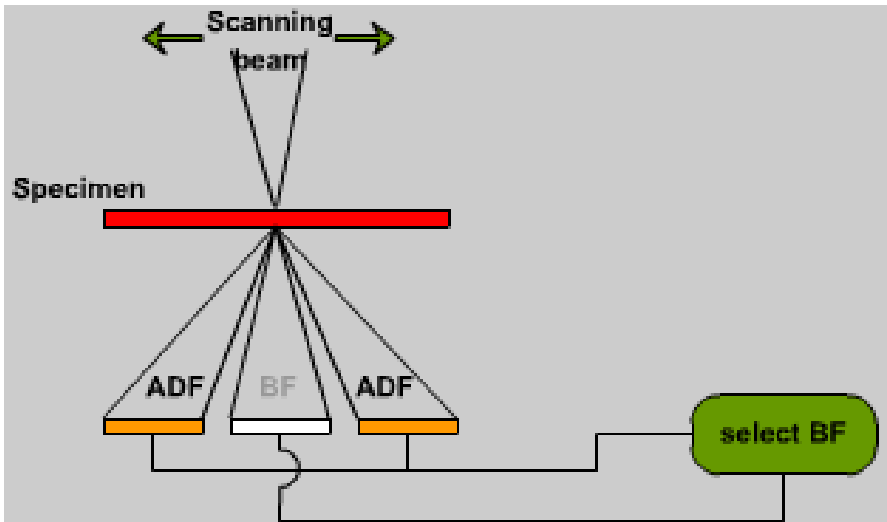 Scanning
beam
Specimen
ADF BF ADF
select BF